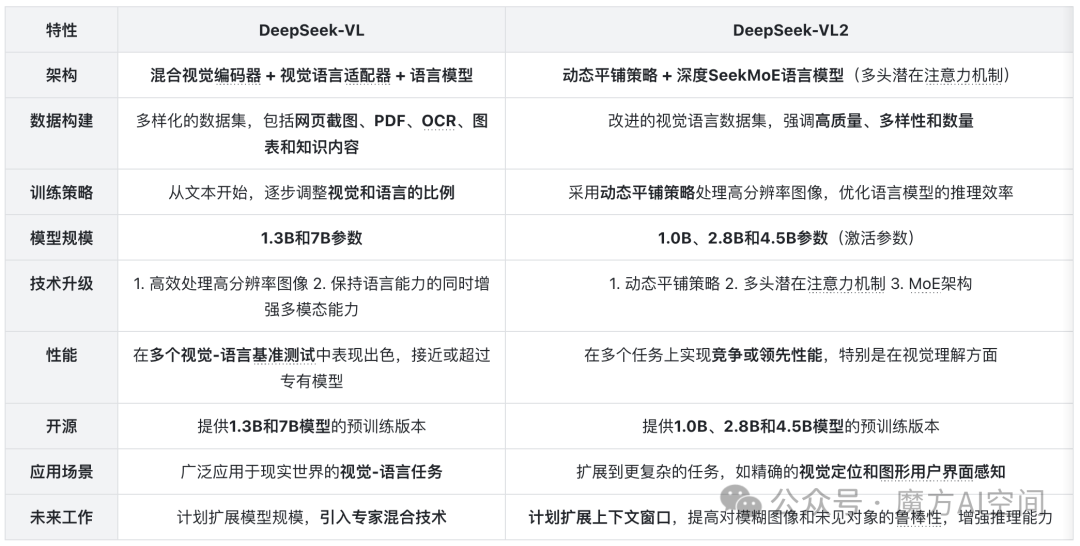 特性 DeepSeek-VL DeepSeek-VL2
架构 混合视觉编码器 + 视觉语言适配器 + 语言模型 动态平铺策略 + 深度SeekMoE语言模型（多头潜在注意力机制）
数据构建 多样化的数据集，包括网页截图、PDF、OCR、图 改进的视觉语言数据集，强调高质量、多样性和数量
表和知识内容
训练策略 从文本开始，逐步调整视觉和语言的比例 采用动态平铺策略处理高分辨率图像，优化语言模型的推理效率
模型规模 1.3B和7B参数 1.0B、2.8B和4.5B参数（激活参数）
技术升级 1. 高效处理高分辨率图像 2. 保持语言能力的同时增 1. 动态平铺策略 2. 多头潜在注意力机制 3. MoE架构
强多模态能力
性能 在多个视觉-语言基准测试中表现出色，接近或超过 在多个任务上实现竞争或领先性能，特别是在视觉理解方面
专有模型
开源 提供1.3B和7B模型的预训练版本 提供1.0B、2.8B和4.5B模型的预训练版本
应用场景 广泛应用于现实世界的视觉-语言任务 扩展到更复杂的任务，如精确的视觉定位和图形用户界面感知
未来工作 计划扩展模型规模，引入专家混合技术 计划扩展上下文窗口，提高对模糊图像和未见对象的鲁棒性，增强推理能力
公众号 · 魔方AI空间